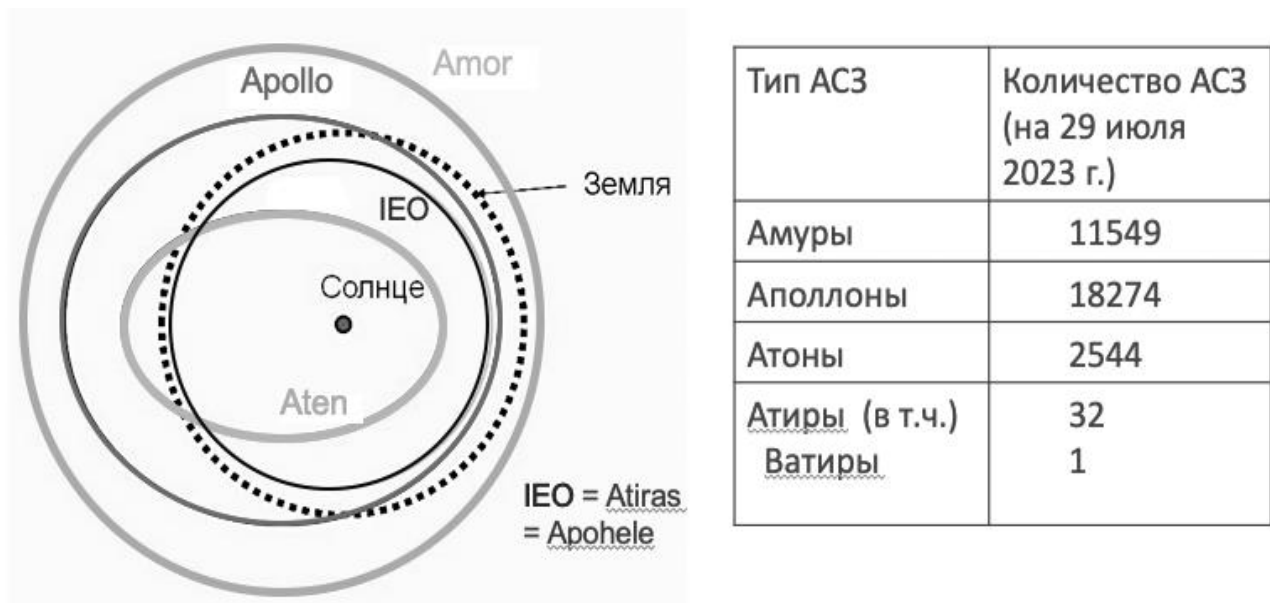 Amor
Apollo
Земля
IEO
Солнце
Aten
IEO = Atiras
= Apohele
Тип АСЗ
Количество АСЗ
(на 29 июля
2023 г.)
Амуры
11549
Аполлоны
18274
Атоны
2544
Атиры (в т.ч.)
32
Ватиры
1